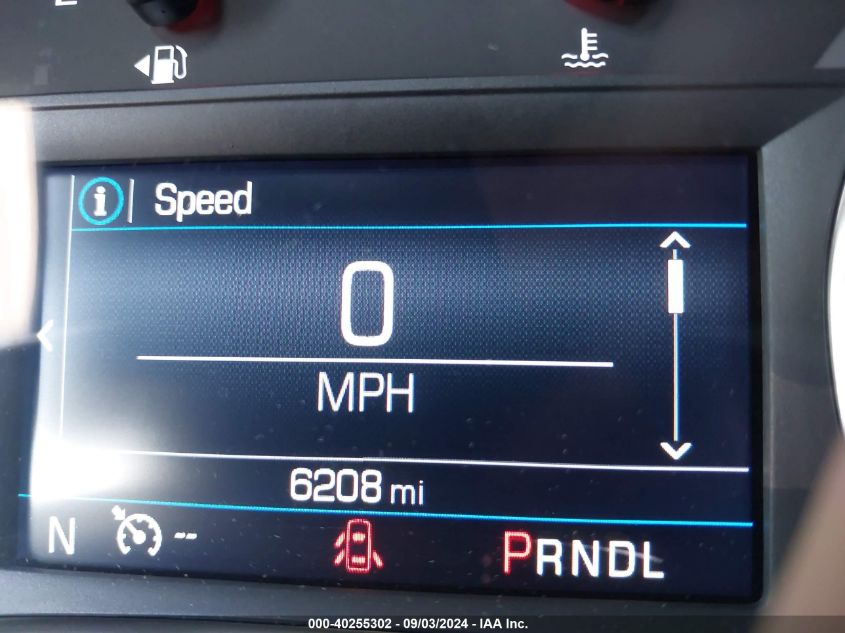 E
Speed
0
MPH
6208 mi
N -- PRNDL
000-40255302 - 09/03/2024 - IAA Inc.